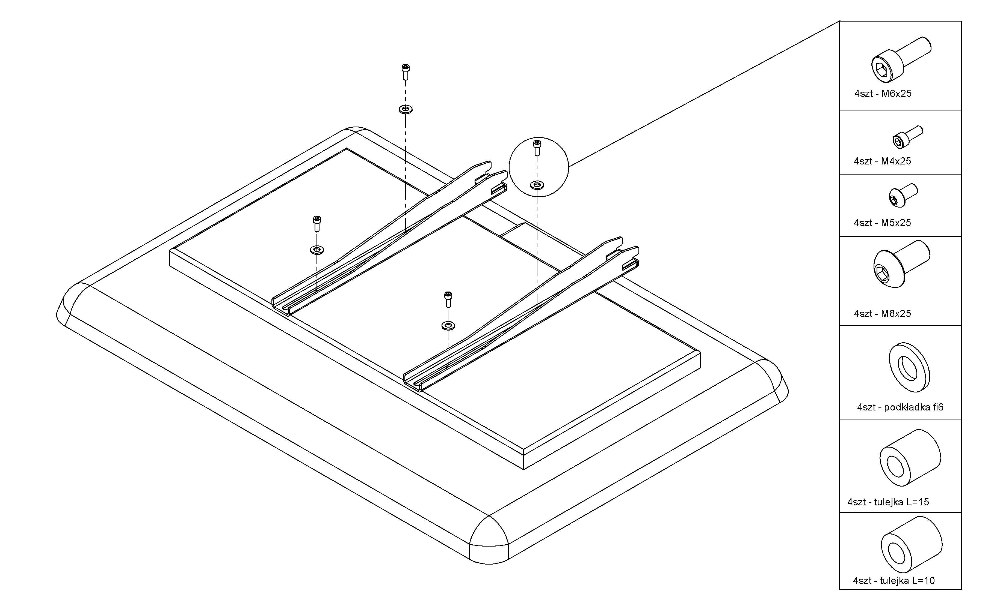 4szt - M6x25
4szt - M4x25
4szt - M5x25
4szt - M8x25
4szt - podkładka fi6
4szt - tulejka L=15
4szt - tulejka L=10